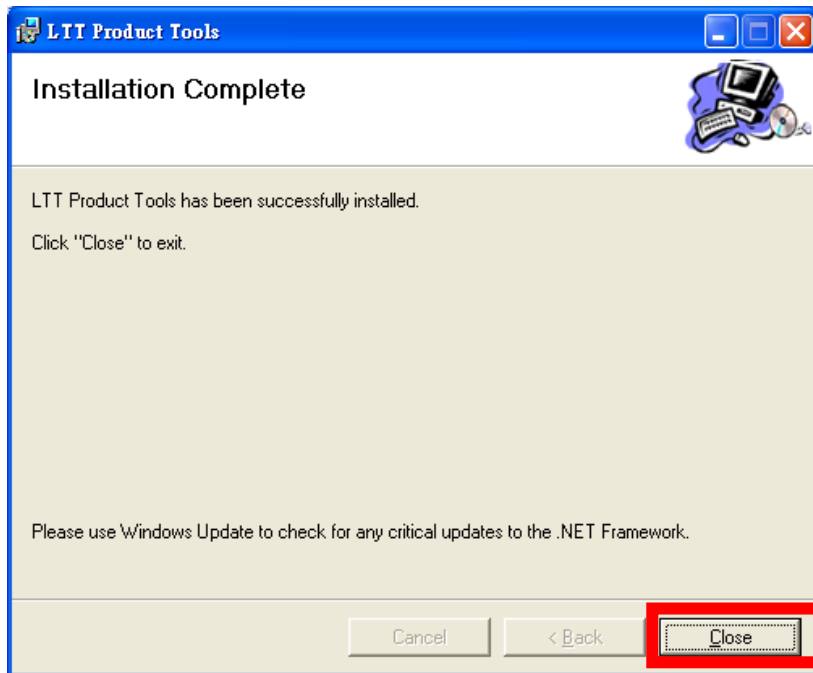 LTT Product Tools
Installation Complete
LTT Product Tools has been successfully installed.
Click "Close" to exit.
Please use Windows Update to check for any critical updates to the .NET Framework.
Cancel
< Back
Close